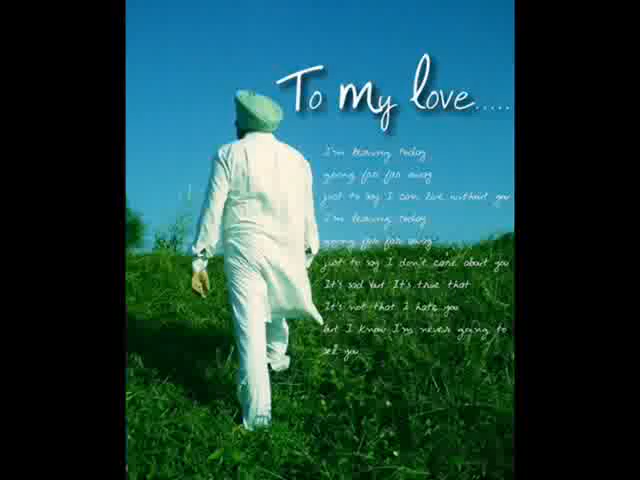 To my love.....
I'm leaving today
going far far away
just to say I can live without you
I'm leaving today
going far far away
just to say I don't care about you
It's sad but It's true that
It's not that I hate you
but I know I'm never going to
you